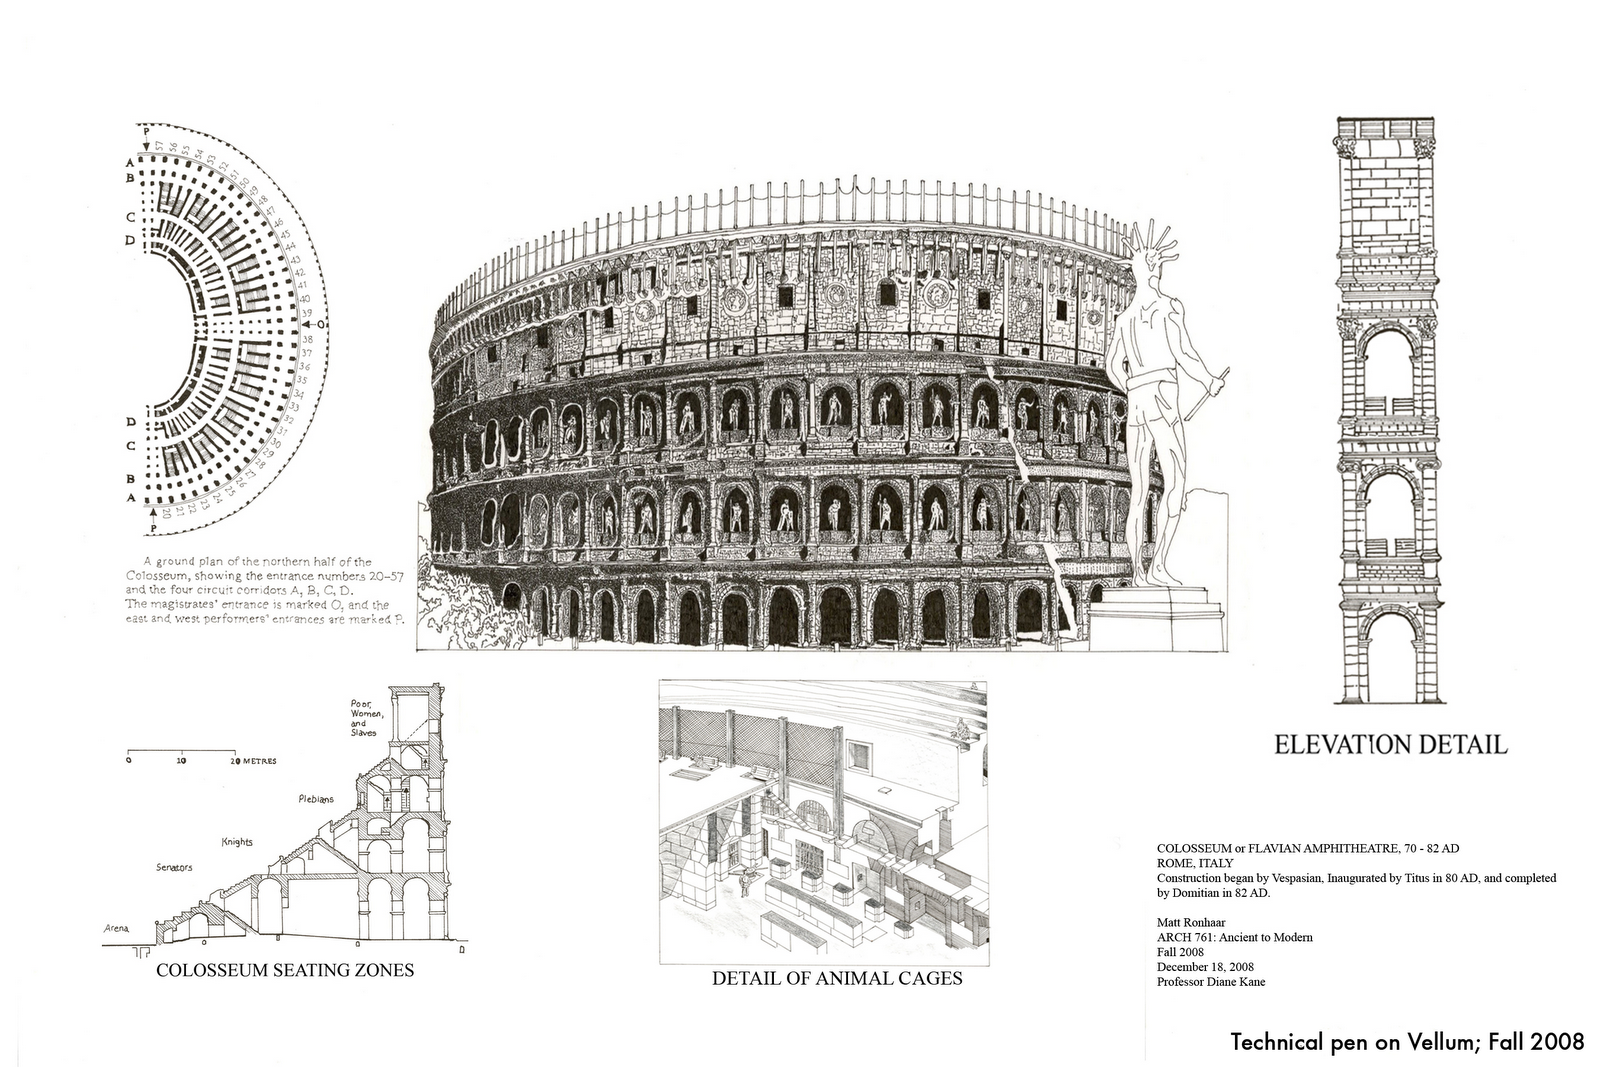 P
A
B
C
D
57
56
55
54
53
52
51
50
49
48
47
46
45
44
43
42
41
40
39
O
38
37
36
35
34
33
32
31
30
29
28
27
26
25
24
23
22
21
20
D
C
B
A
P
A ground plan of the northern half of the
Colosseum, showing the entrance numbers 20–57
and the four circuit corridors A, B, C, D.
The magistrates' entrance is marked O, and the
east and west performers' entrances are marked P.
Poor,
Women,
and
Slaves
0 10 20 METRES
Plebians
Knights
Senators
Arena
COLOSSEUM SEATING ZONES
DETAIL OF ANIMAL CAGES
ELEVATION DETAIL
COLOSSEUM or FLAVIAN AMPHITHEATRE, 70 - 82 AD
ROME, ITALY
Construction began by Vespasian, Inaugurated by Titus in 80 AD, and completed
by Domitian in 82 AD.
Matt Ronhaar
ARCH 761: Ancient to Modern
Fall 2008
December 18, 2008
Professor Diane Kane
Technical pen on Vellum; Fall 2008